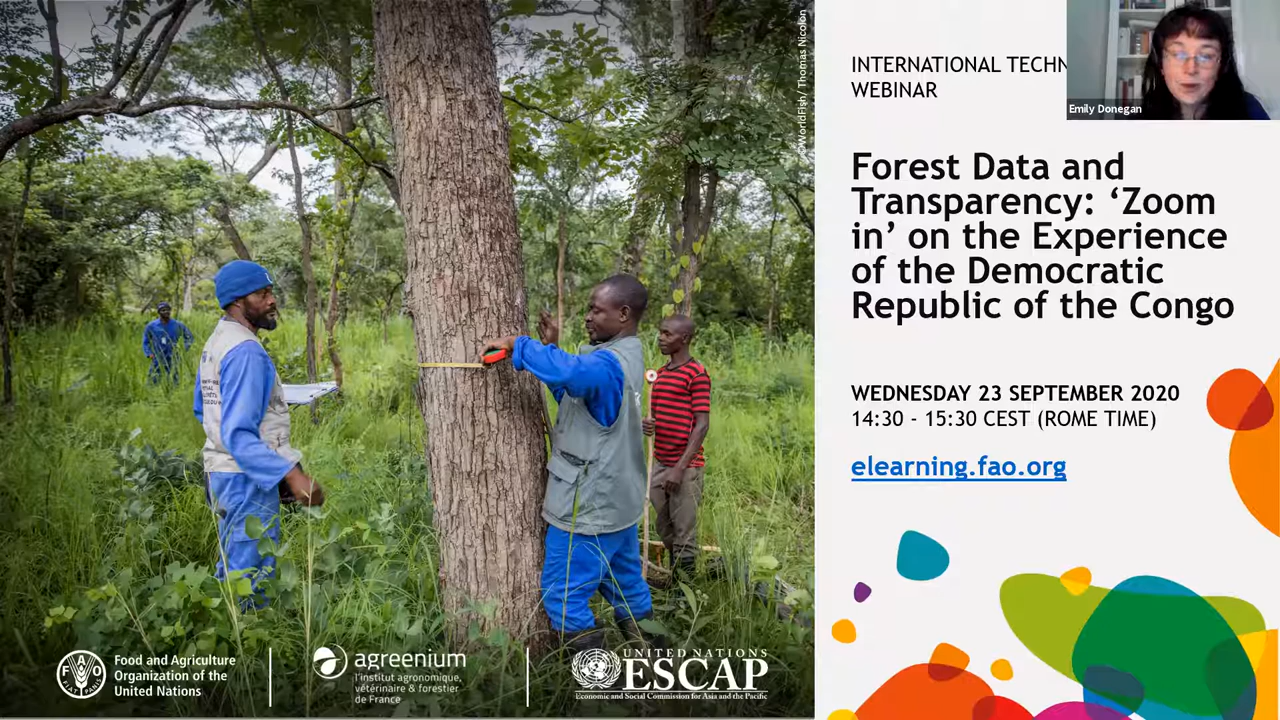 ©WorldFish/ Thomas Nicolon
INTERNATIONAL TECHN
WEBINAR
Emily Donegan
Forest Data and
Transparency: ‘Zoom
in’ on the Experience
of the Democratic
Republic of the Congo
WEDNESDAY 23 SEPTEMBER 2020
14:30 - 15:30 CEST (ROME TIME)
elearning.fao.org
Food and Agriculture
Organization of the
United Nations
agreenium
l'institut agronomique,
vétérinaire & forestier
de France
UNITED NATIONS
ESCAP
Economic and Social Commission for Asia and the Pacific